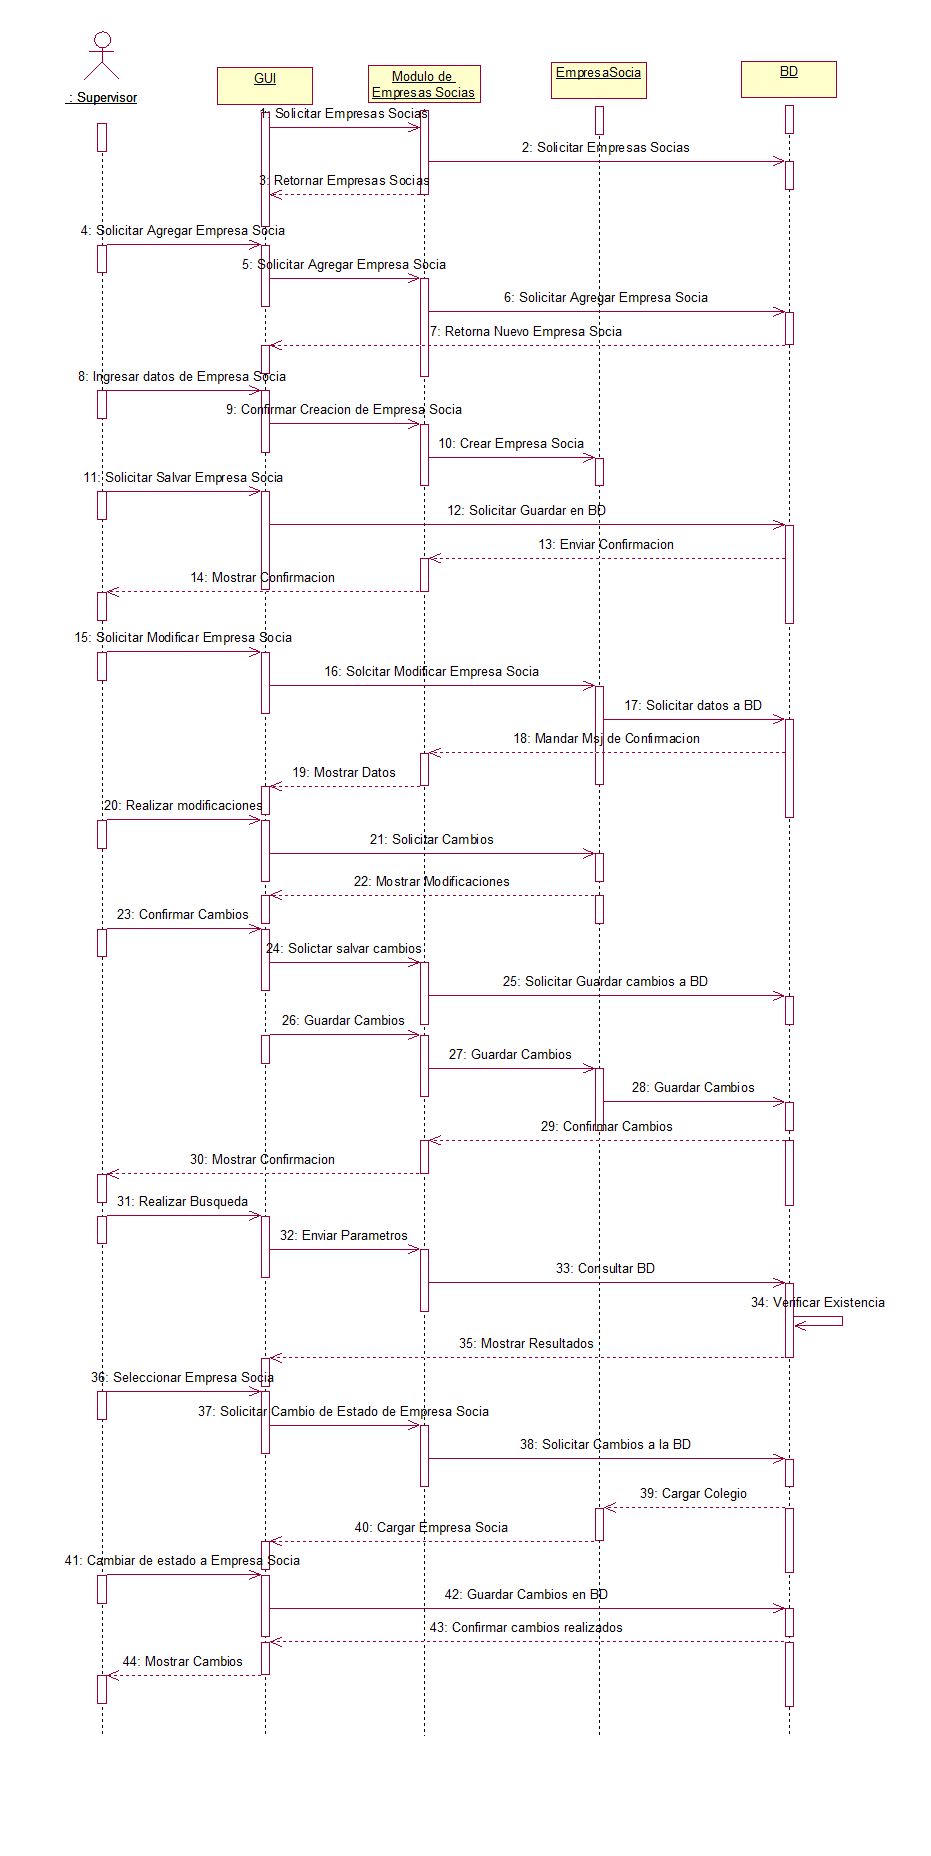 : Supervisor
GUI
Modulo de
Empresas Socias
EmpresaSocia
BD
1: Solicitar Empresas Socias
2: Solicitar Empresas Socias
3: Retornar Empresas Socias
4: Solicitar Agregar Empresa Socia
5: Solicitar Agregar Empresa Socia
6: Solicitar Agregar Empresa Socia
7: Retorna Nuevo Empresa Socia
8: Ingresar datos de Empresa Socia
9: Confirmar Creacion de Empresa Socia
10: Crear Empresa Socia
11: Solicitar Salvar Empresa Socia
12: Solicitar Guardar en BD
13: Enviar Confirmacion
14: Mostrar Confirmacion
15: Solicitar Modificar Empresa Socia
16: Solcitar Modificar Empresa Socia
17: Solicitar datos a BD
18: Mandar Msj de Confirmacion
19: Mostrar Datos
20: Realizar modificaciones
21: Solicitar Cambios
22: Mostrar Modificaciones
23: Confirmar Cambios
24: Solictar salvar cambios
25: Solicitar Guardar cambios a BD
26: Guardar Cambios
27: Guardar Cambios
28: Guardar Cambios
29: Confirmar Cambios
30: Mostrar Confirmacion
31: Realizar Busqueda
32: Enviar Parametros
33: Consultar BD
34: Verificar Existencia
35: Mostrar Resultados
36: Seleccionar Empresa Socia
37: Solicitar Cambio de Estado de Empresa Socia
38: Solicitar Cambios a la BD
39: Cargar Colegio
40: Cargar Empresa Socia
41: Cambiar de estado a Empresa Socia
42: Guardar Cambios en BD
43: Confirmar cambios realizados
44: Mostrar Cambios